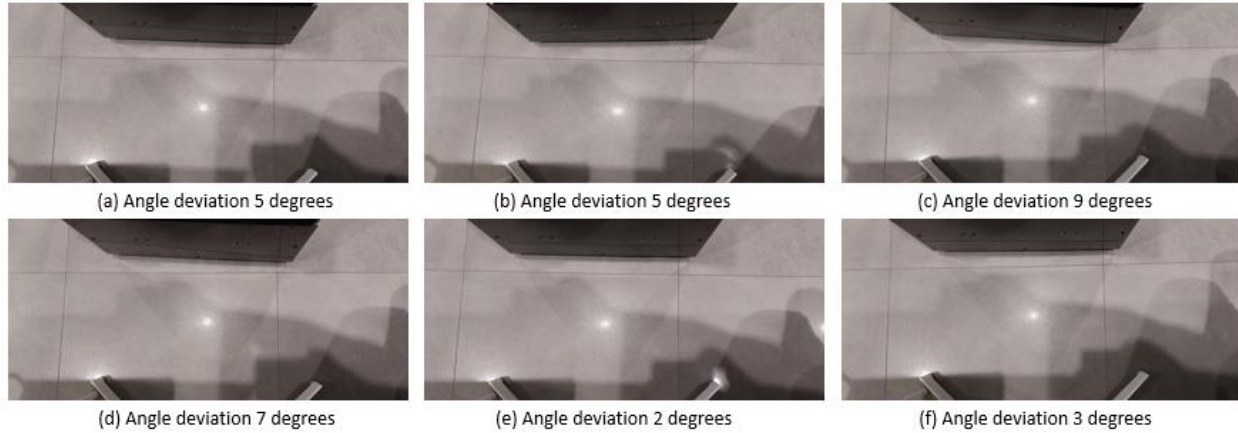 (a) Angle deviation 5 degrees
(b) Angle deviation 5 degrees
(c) Angle deviation 9 degrees
(d) Angle deviation 7 degrees
(e) Angle deviation 2 degrees
(f) Angle deviation 3 degrees